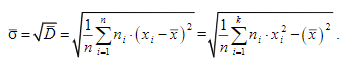 σ̄ = √D̄ = √( (1/n) ∑_{i=1}^{n} n_i · (x_i − x̄)² ) = √( (1/n) ∑_{i=1}^{k} n_i · x_i² − (x̄)² ) .